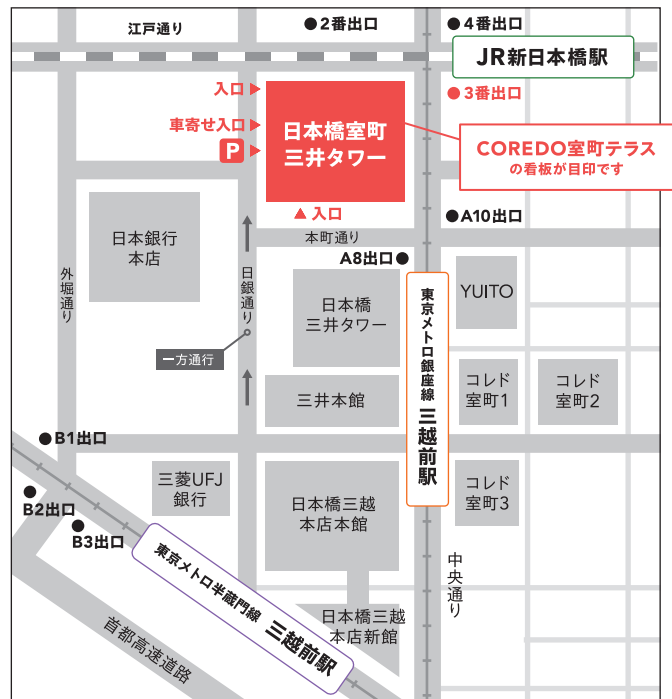 江戸通り
2番出口
4番出口
JR新日本橋駅
入口
3番出口
車寄せ入口
P
日本橋室町
三井タワー
COREDO室町テラス
の看板が目印です
入口
A10出口
本町通り
A8出口
日本銀行
本店
外堀通り
日銀通り
日本橋
三井タワー
YUITO
一方通行
東京メトロ銀座線 三越前駅
三井本館
コレド
室町1
コレド
室町2
B1出口
三菱UFJ
銀行
日本橋三越
本店本館
コレド
室町3
B2出口
B3出口
東京メトロ半蔵門線 三越前駅
中央通り
日本橋三越
本店新館
首都高速道路